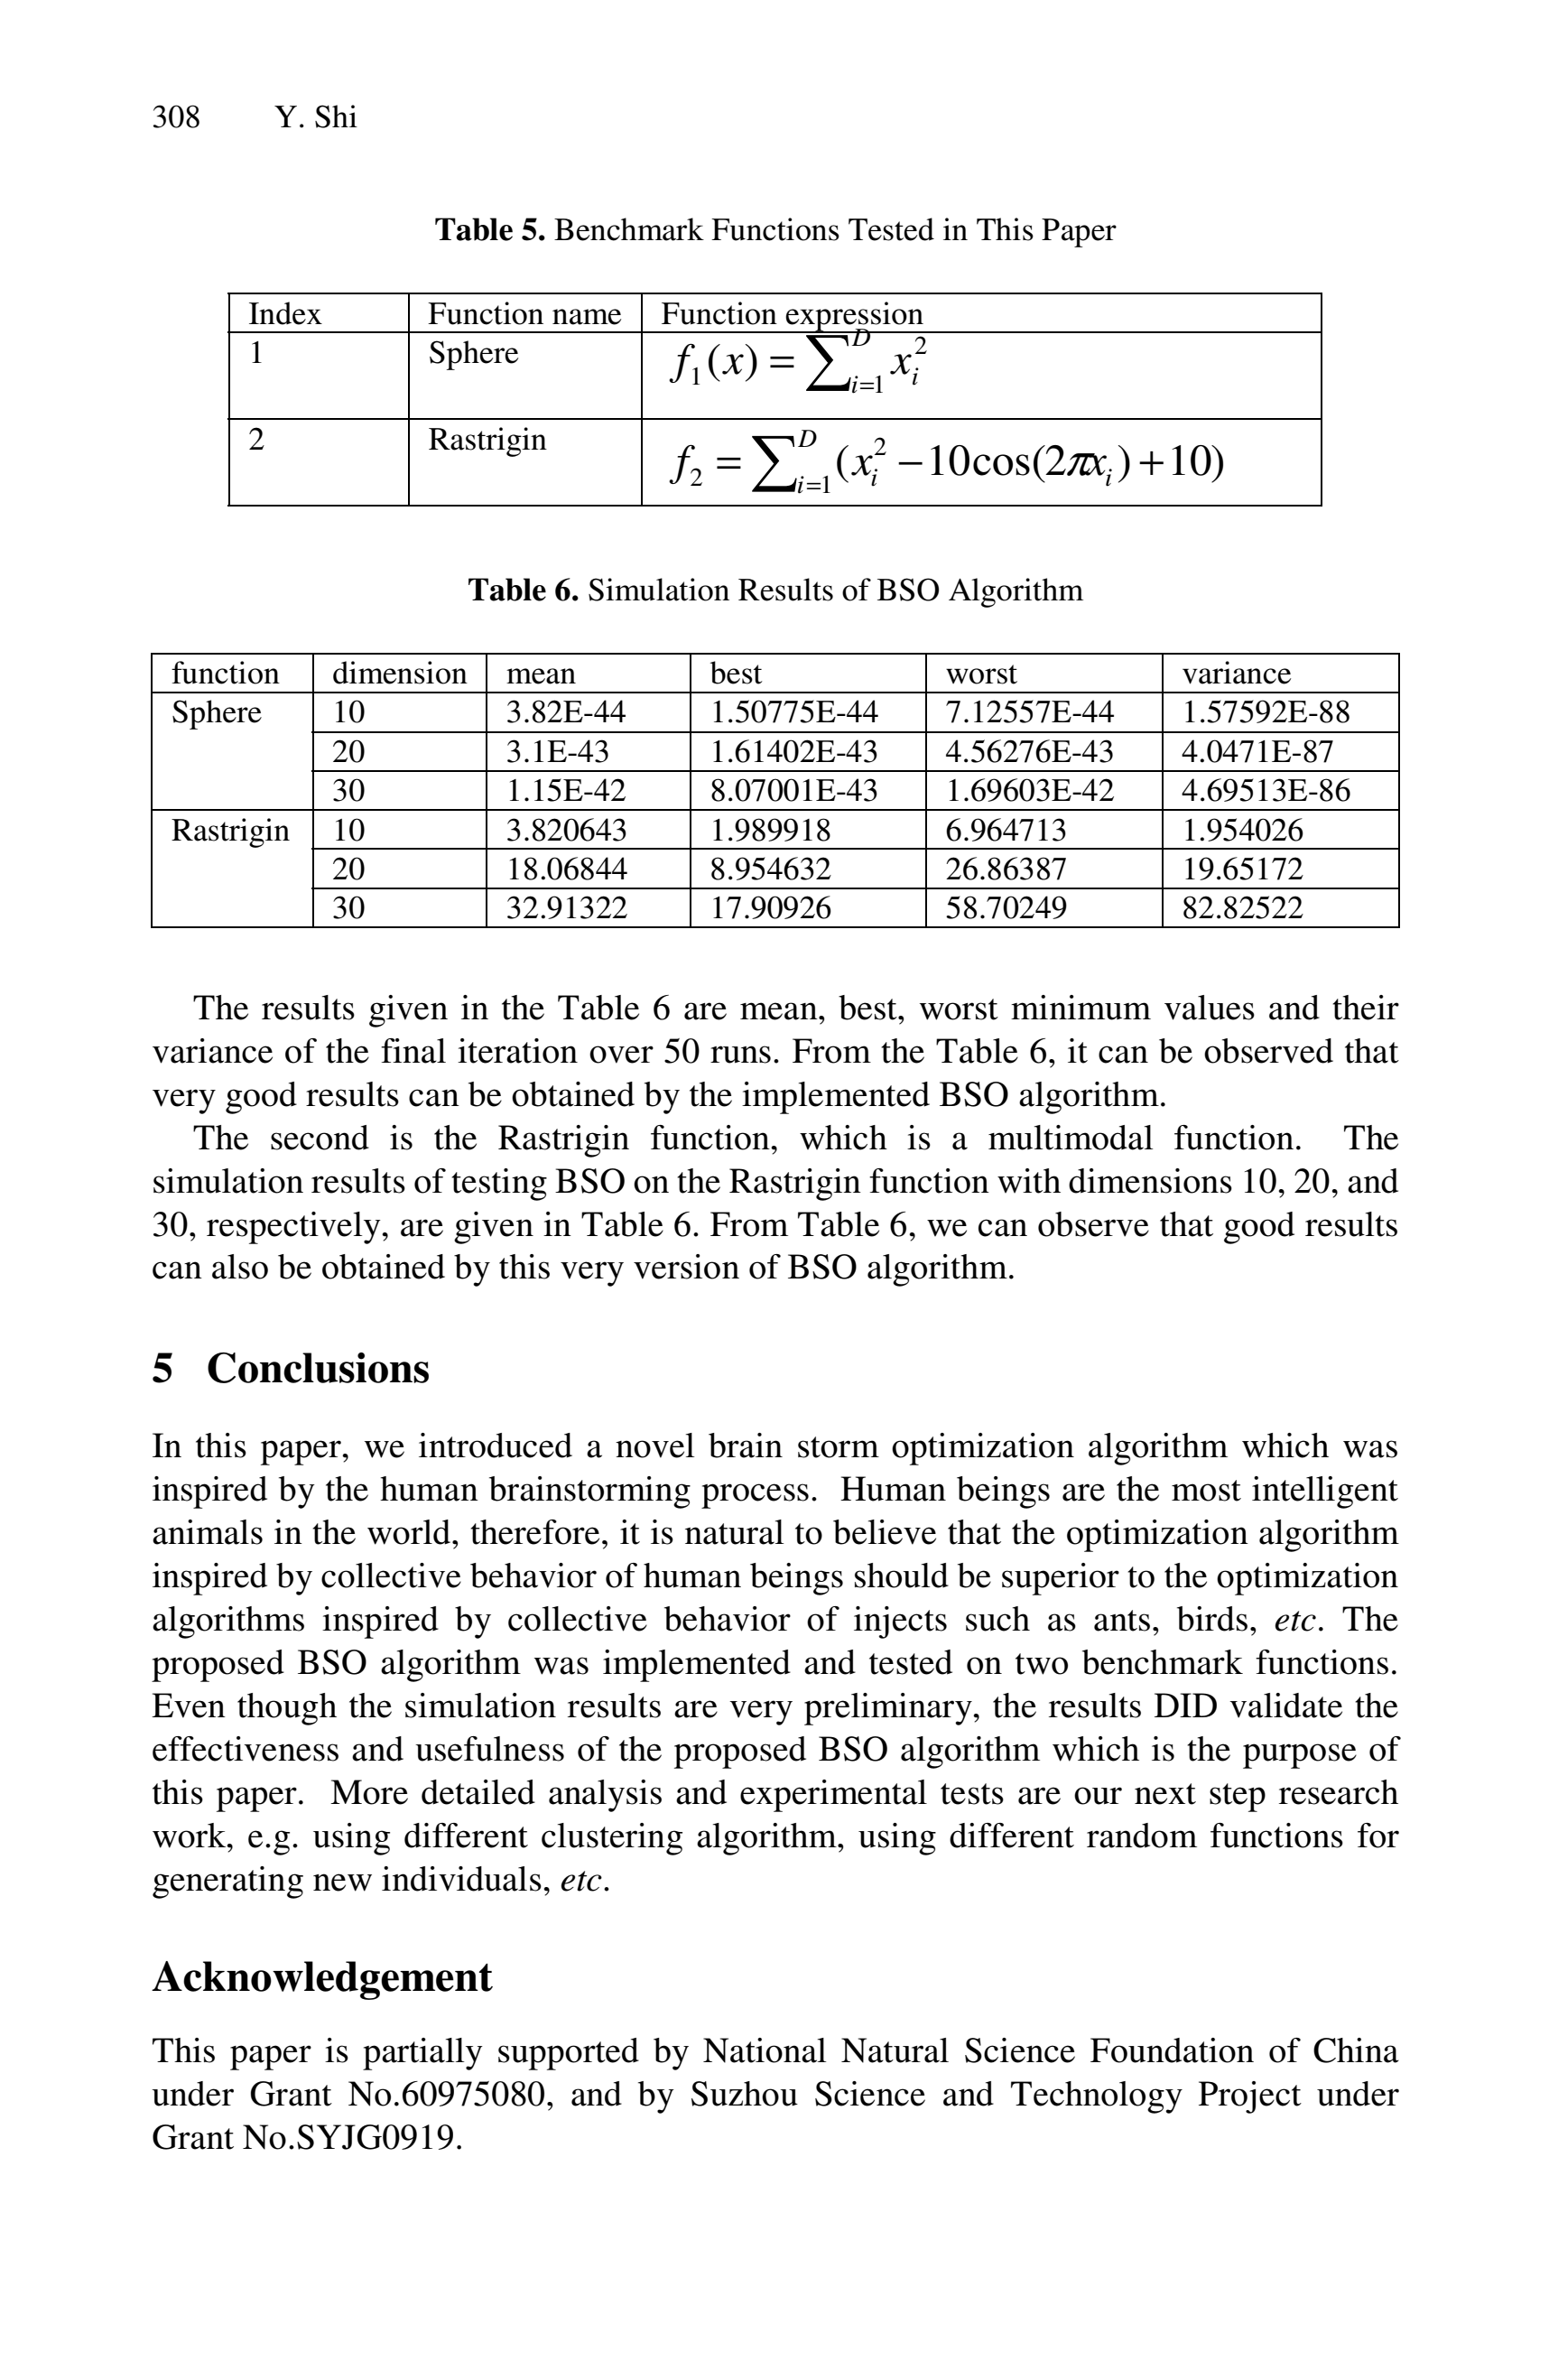 308 Y. Shi
Table 5. Benchmark Functions Tested in This Paper
Index Function name Function expression
1 Sphere f₁(x) = ∑ᴰᵢ₌₁ xᵢ²
2 Rastrigin f₂ = ∑ᴰᵢ₌₁ (xᵢ² − 10cos(2πxᵢ) + 10)
Table 6. Simulation Results of BSO Algorithm
function dimension mean best worst variance
Sphere 10 3.82E-44 1.50775E-44 7.12557E-44 1.57592E-88
20 3.1E-43 1.61402E-43 4.56276E-43 4.0471E-87
30 1.15E-42 8.07001E-43 1.69603E-42 4.69513E-86
Rastrigin 10 3.820643 1.989918 6.964713 1.954026
20 18.06844 8.954632 26.86387 19.65172
30 32.91322 17.90926 58.70249 82.82522
The results given in the Table 6 are mean, best, worst minimum values and their
variance of the final iteration over 50 runs. From the Table 6, it can be observed that
very good results can be obtained by the implemented BSO algorithm.
The second is the Rastrigin function, which is a multimodal function. The
simulation results of testing BSO on the Rastrigin function with dimensions 10, 20, and
30, respectively, are given in Table 6. From Table 6, we can observe that good results
can also be obtained by this very version of BSO algorithm.
5 Conclusions
In this paper, we introduced a novel brain storm optimization algorithm which was
inspired by the human brainstorming process. Human beings are the most intelligent
animals in the world, therefore, it is natural to believe that the optimization algorithm
inspired by collective behavior of human beings should be superior to the optimization
algorithms inspired by collective behavior of injects such as ants, birds, etc. The
proposed BSO algorithm was implemented and tested on two benchmark functions.
Even though the simulation results are very preliminary, the results DID validate the
effectiveness and usefulness of the proposed BSO algorithm which is the purpose of
this paper. More detailed analysis and experimental tests are our next step research
work, e.g. using different clustering algorithm, using different random functions for
generating new individuals, etc.
Acknowledgement
This paper is partially supported by National Natural Science Foundation of China
under Grant No.60975080, and by Suzhou Science and Technology Project under
Grant No.SYJG0919.